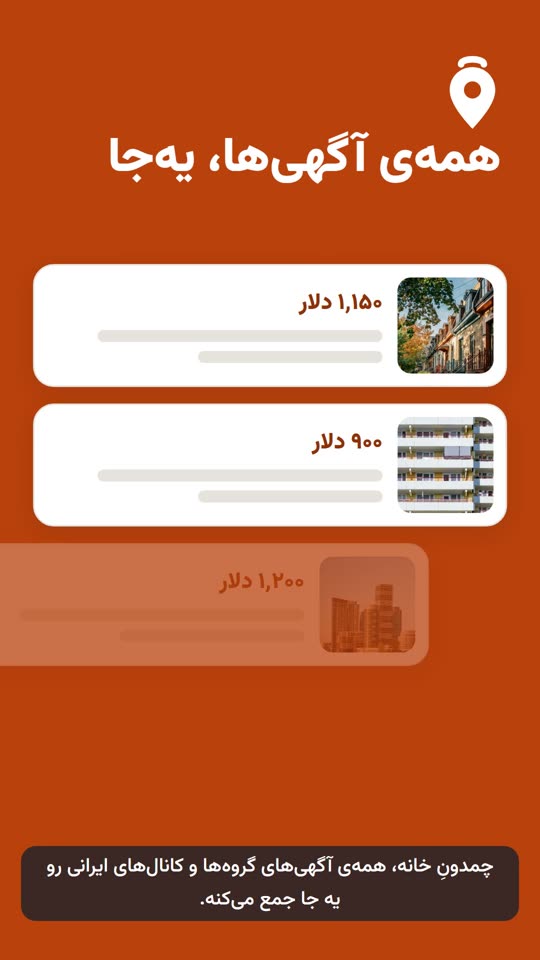 همه‌ی آگهی‌ها، یه‌جا
۱,۱۵۰ دلار
۹۰۰ دلار
۱,۲۰۰ دلار
چمدونِ خانه، همه‌ی آگهی‌های گروه‌ها و کانال‌های ایرانی رو
یه جا جمع می‌کنه.